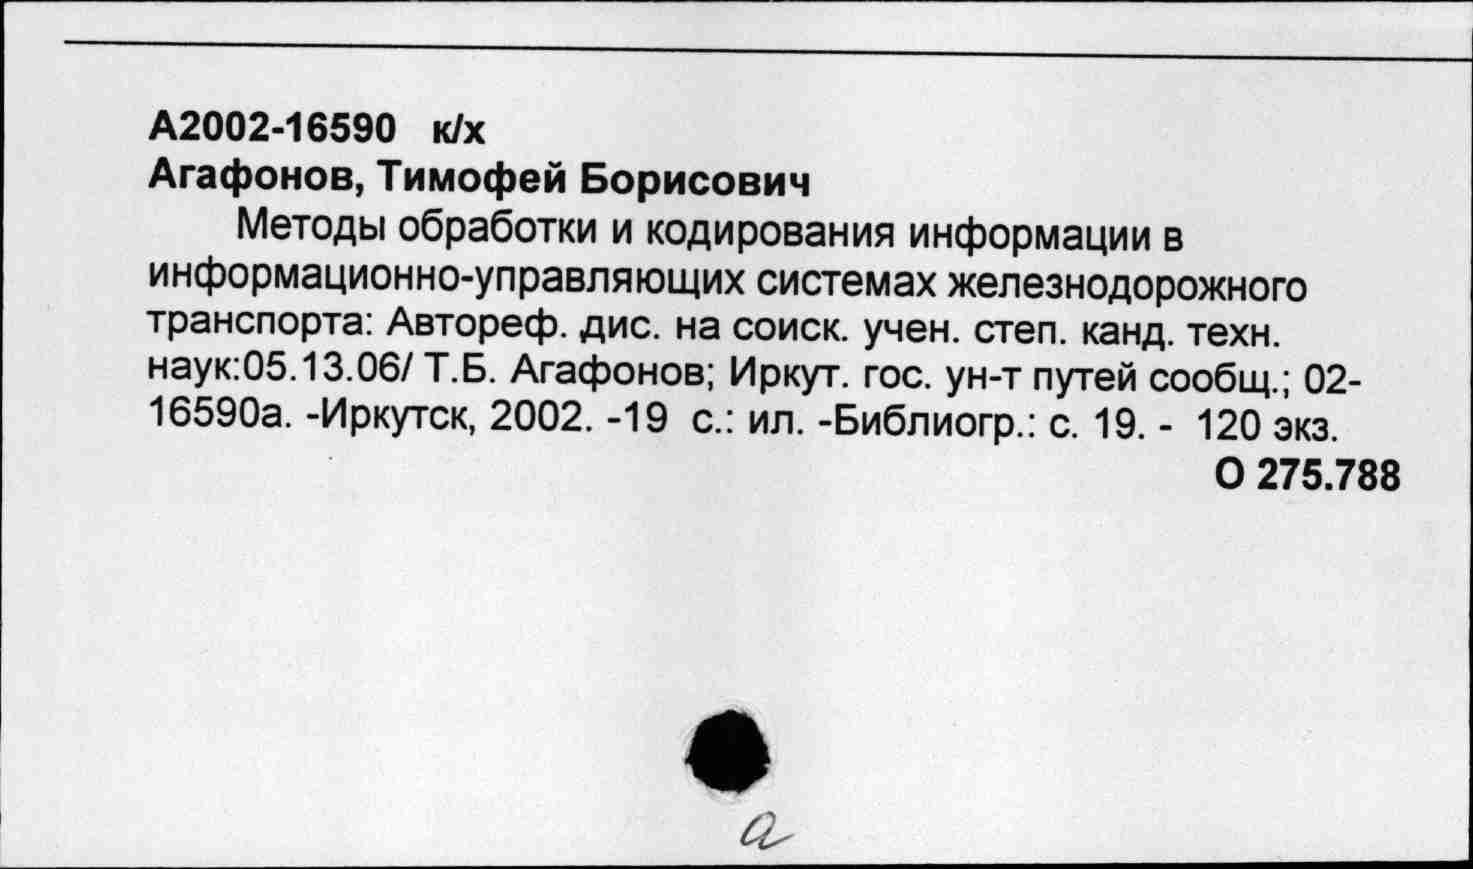 А2002-16590 к/х
Агафонов, Тимофей Борисович
Методы обработки и кодирования информации в
информационно-управляющих системах железнодорожного
транспорта: Автореф. дис. на соиск. учен. степ. канд. техн.
наук:05.13.06/ Т.Б. Агафонов; Иркут. гос. ун-т путей сообщ.; 02-
16590а. -Иркутск, 2002. -19 с.: ил. -Библиогр.: с. 19. - 120 экз.
О 275.788
а